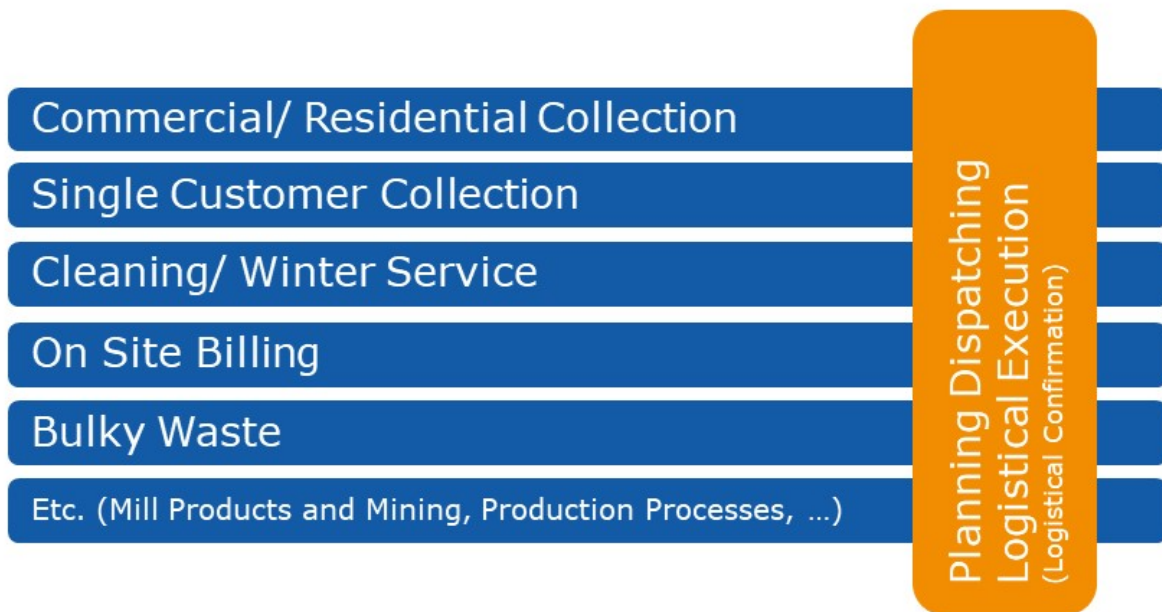 Commercial/ Residential Collection
Single Customer Collection
Cleaning/ Winter Service
On Site Billing
Bulky Waste
Etc. (Mill Products and Mining, Production Processes, ...)
Planning Dispatching
Logistical Execution
(Logistical Confirmation)